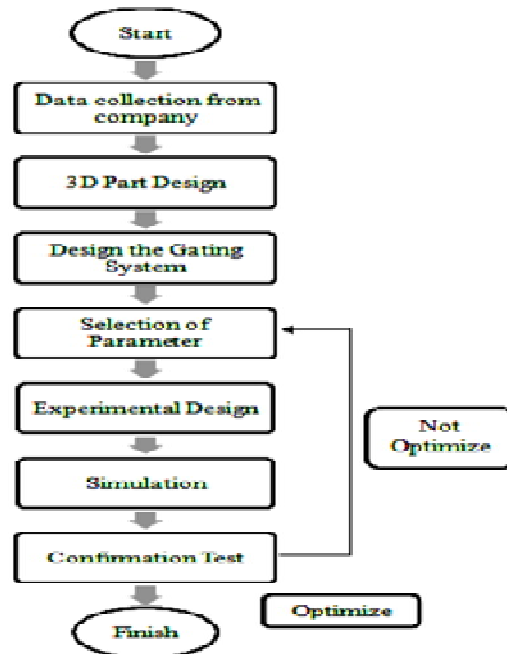 Start
Data collection from
company
3D Part Design
Design the Gating
System
Selection of
Parameter
Experimental Design
Not
Optimize
Simulation
Confirmation Test
Optimize
Finish